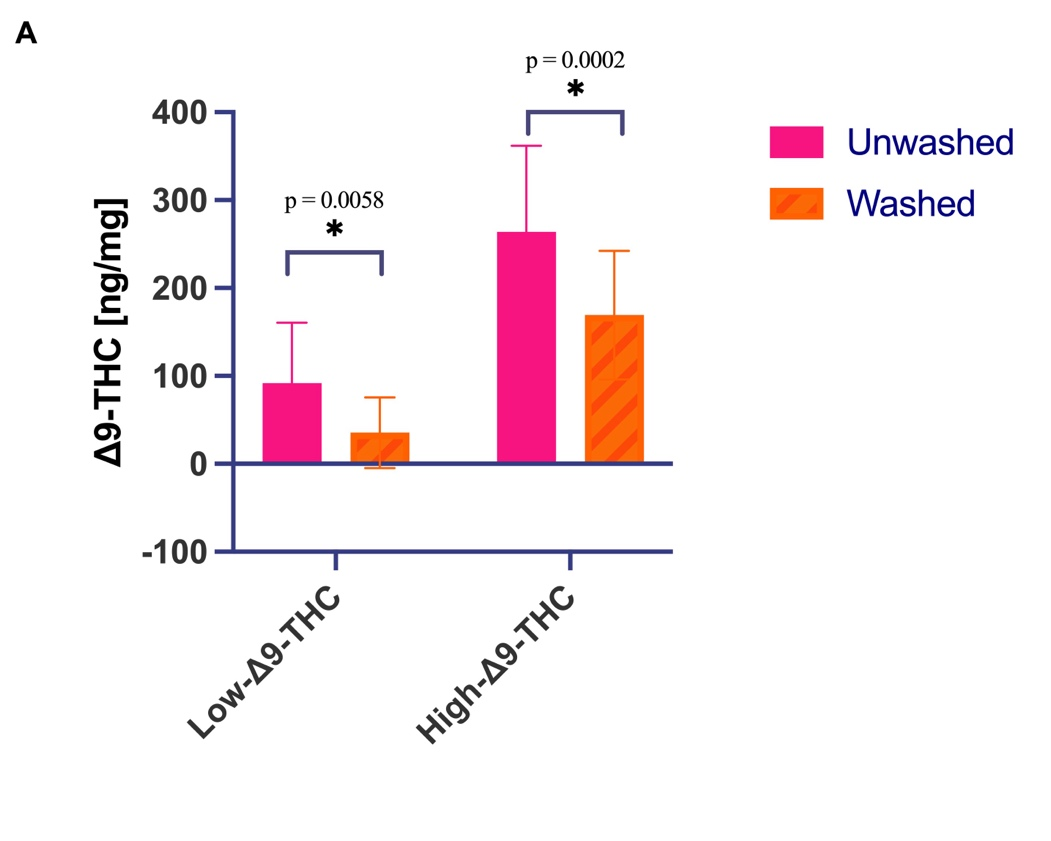 A
p = 0.0002
*
400
Unwashed
300
p = 0.0058
*
Washed
200
100
0
-100
Δ9-THC [ng/mg]
Low-Δ9-THC
High-Δ9-THC